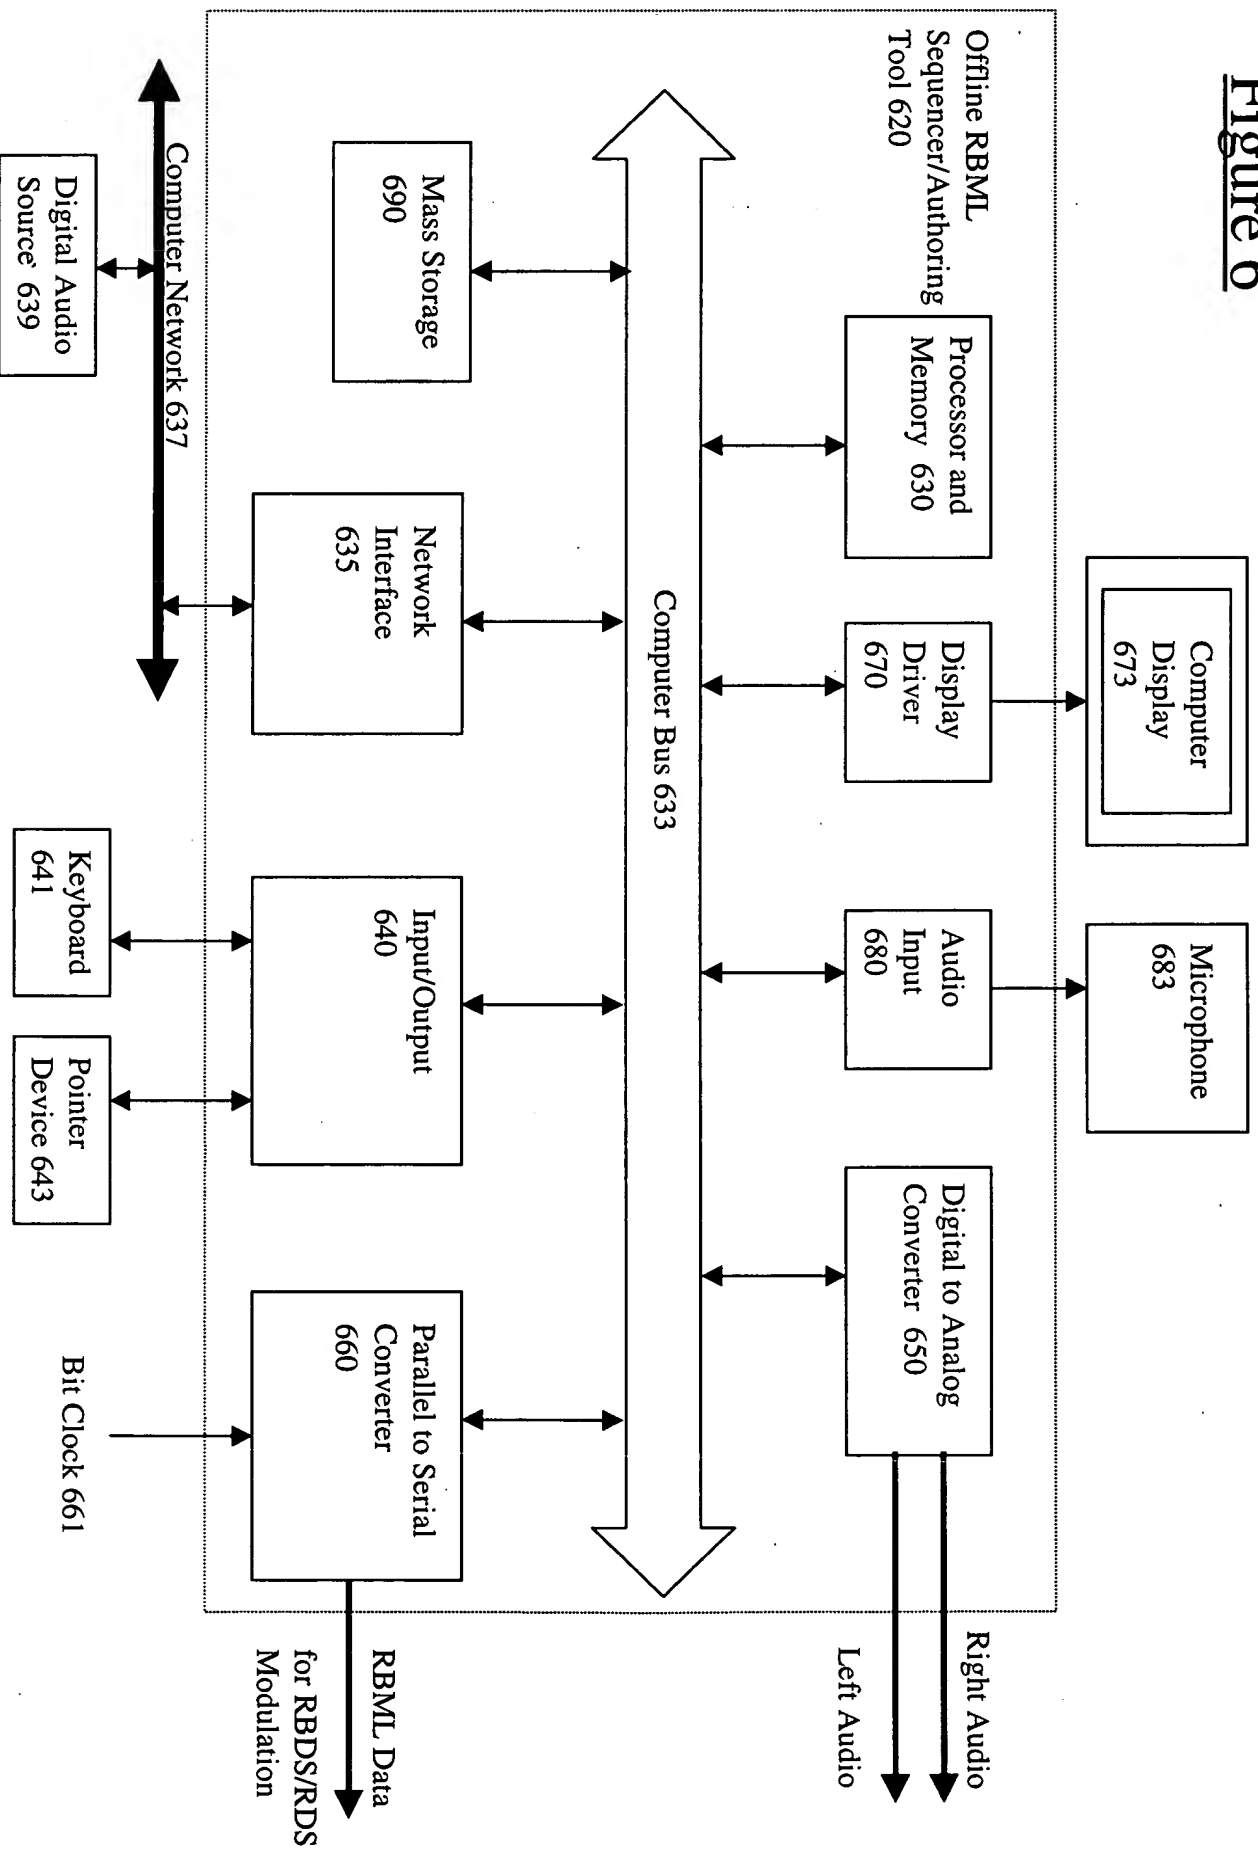 Figure 6
Offline RBML
Sequencer/Authoring
Tool 620
Computer
Display
673
Microphone
683
Processor and
Memory 630
Display
Driver
670
Audio
Input
680
Digital to Analog
Converter 650
Right Audio
Left Audio
Computer Bus 633
Mass Storage
690
Network
Interface
635
Input/Output
640
Parallel to Serial
Converter
660
RBML Data
for RBDS/RDS
Modulation
Computer Network 637
Digital Audio
Source` 639
Keyboard
641
Pointer
Device 643
Bit Clock 661